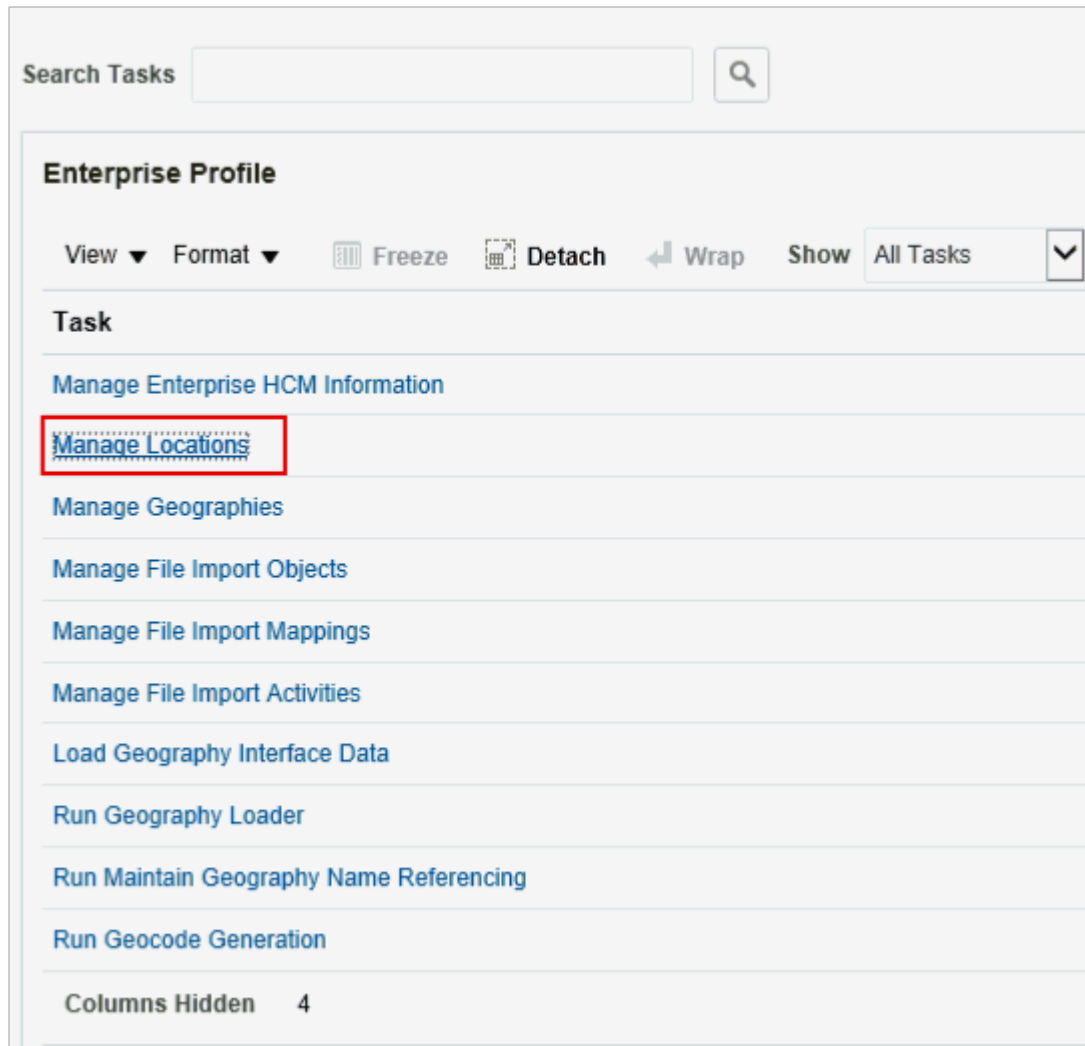 Search Tasks
Enterprise Profile
View Format Freeze Detach Wrap Show All Tasks
Task
Manage Enterprise HCM Information
Manage Locations
Manage Geographies
Manage File Import Objects
Manage File Import Mappings
Manage File Import Activities
Load Geography Interface Data
Run Geography Loader
Run Maintain Geography Name Referencing
Run Geocode Generation
Columns Hidden 4